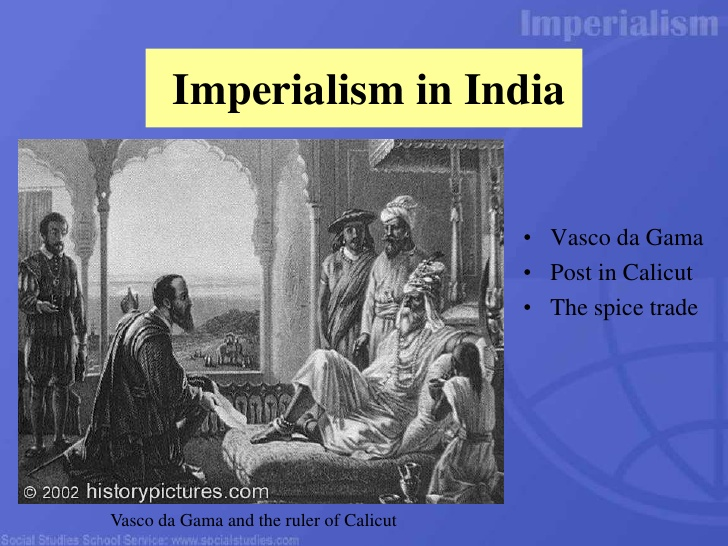 Imperialism
Imperialism in India
• Vasco da Gama
• Post in Calicut
• The spice trade
© 2002 historypictures.com
Vasco da Gama and the ruler of Calicut
Social Studies School Service: www.socialstudies.com